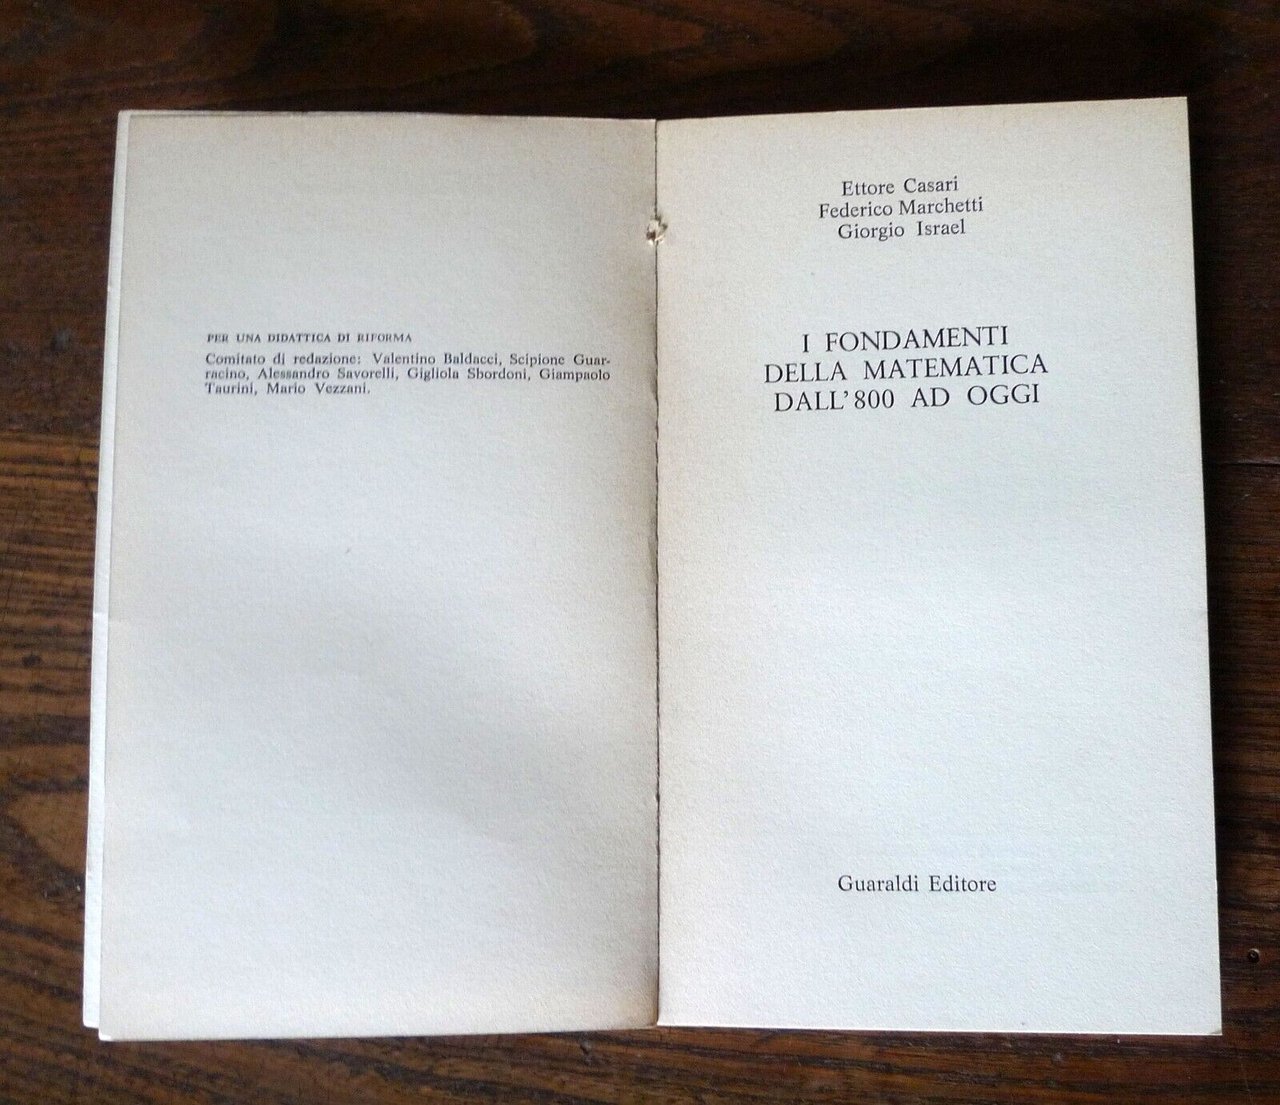 PER UNA DIDATTICA DI RIFORMA
Comitato di redazione: Valentino Baldacci, Scipione Guar-
racino, Alessandro Savorelli, Gigliola Sbordoni, Giampaolo
Taurini, Mario Vezzani.
Ettore Casari
Federico Marchetti
Giorgio Israel
I FONDAMENTI
DELLA MATEMATICA
DALL'800 AD OGGI
Guaraldi Editore